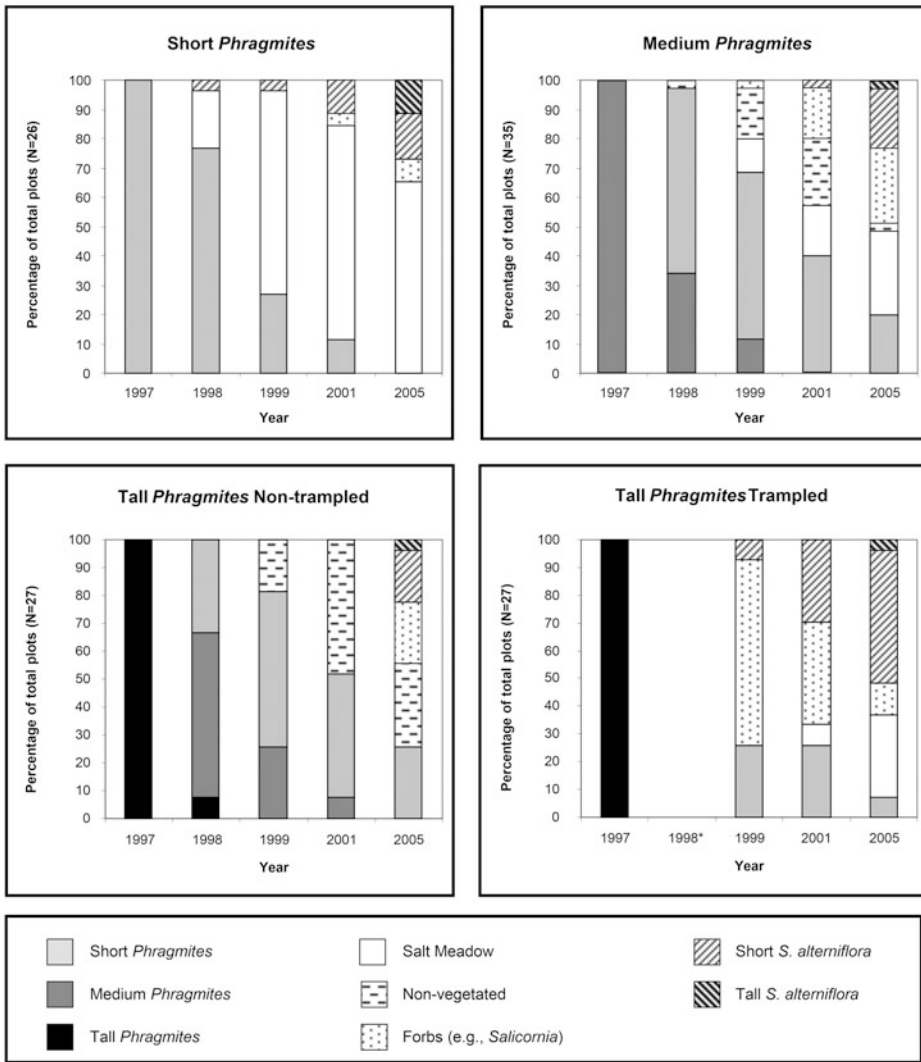 Short Phragmites
Percentage of total plots (N=26)
100
90
80
70
60
50
40
30
20
10
0
1997 1998 1999 2001 2005
Year
Medium Phragmites
Percentage of total plots (N=35)
100
90
80
70
60
50
40
30
20
10
0
1997 1998 1999 2001 2005
Year
Tall Phragmites Non-trampled
Percentage of total plots (N=27)
100
90
80
70
60
50
40
30
20
10
0
1997 1998 1999 2001 2005
Year
Tall Phragmites Trampled
Percentage of total plots (N=27)
100
90
80
70
60
50
40
30
20
10
0
1997 1998* 1999 2001 2005
Year
Short Phragmites
Medium Phragmites
Tall Phragmites
Salt Meadow
Non-vegetated
Forbs (e.g., Salicornia)
Short S. alterniflora
Tall S. alterniflora